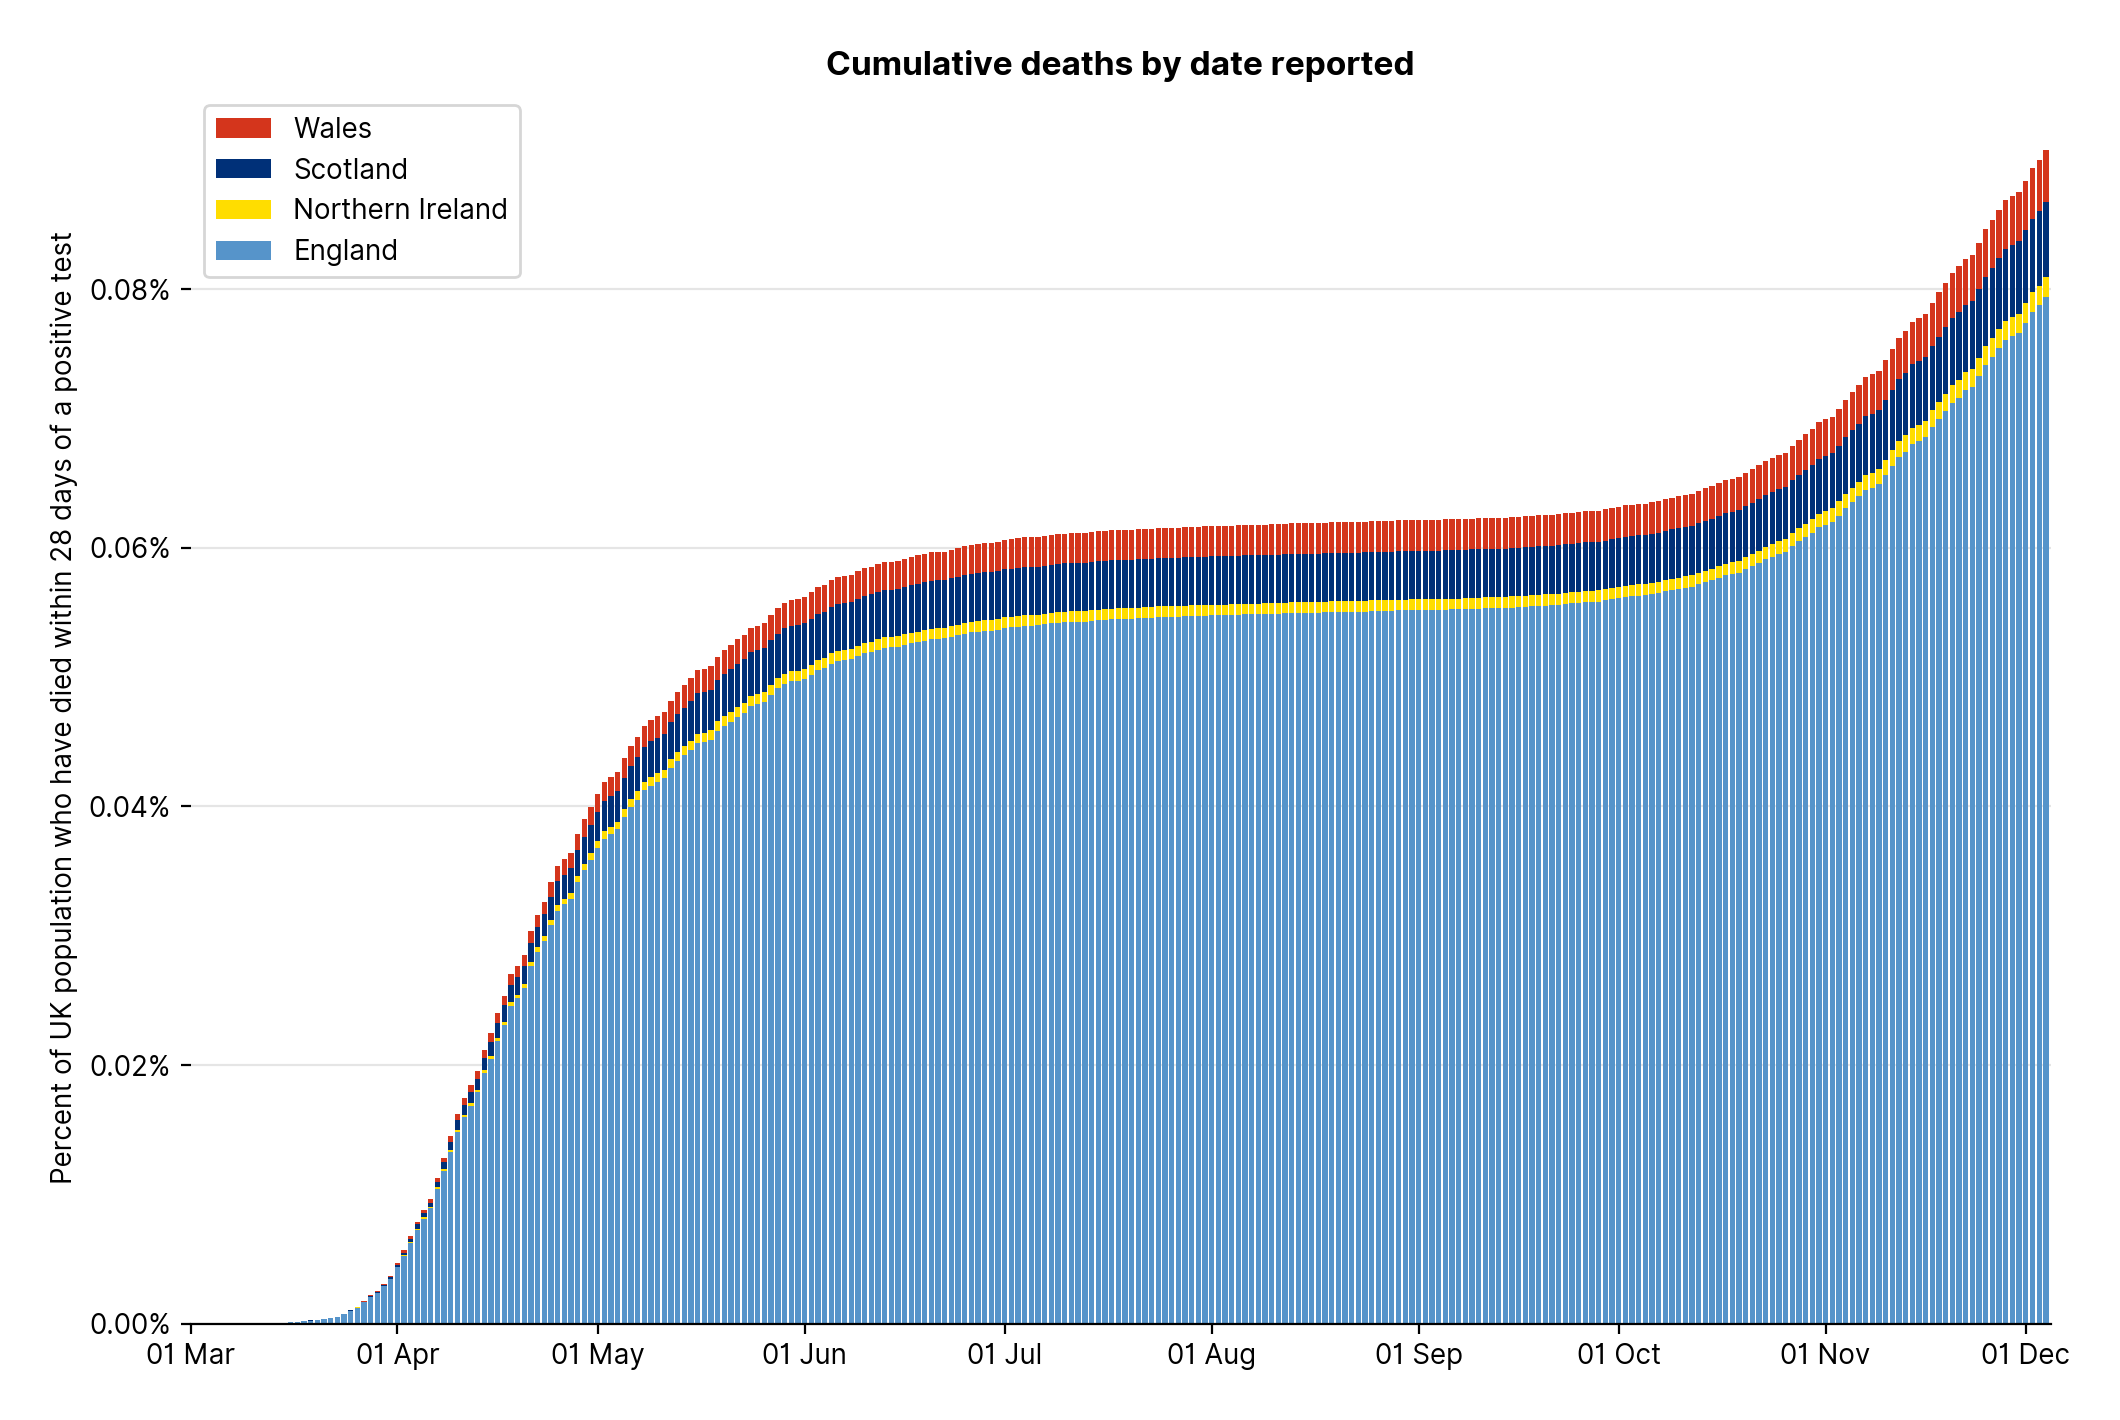 Cumulative deaths by date reported
Wales
Scotland
Northern Ireland
England
Percent of UK population who have died within 28 days of a positive test
0.08%
0.06%
0.04%
0.02%
0.00%
01 Mar
01 Apr
01 May
01 Jun
01 Jul
01 Aug
01 Sep
01 Oct
01 Nov
01 Dec